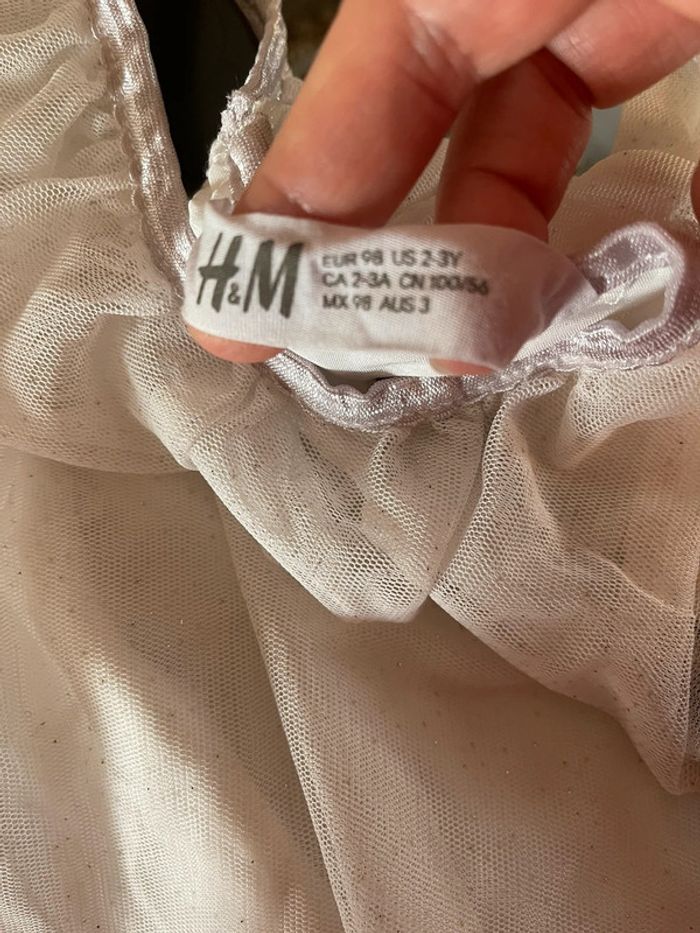 H&M
EUR 98 US 2-3Y
CA 2-3A CN 100/56
MX 98 AUS 3